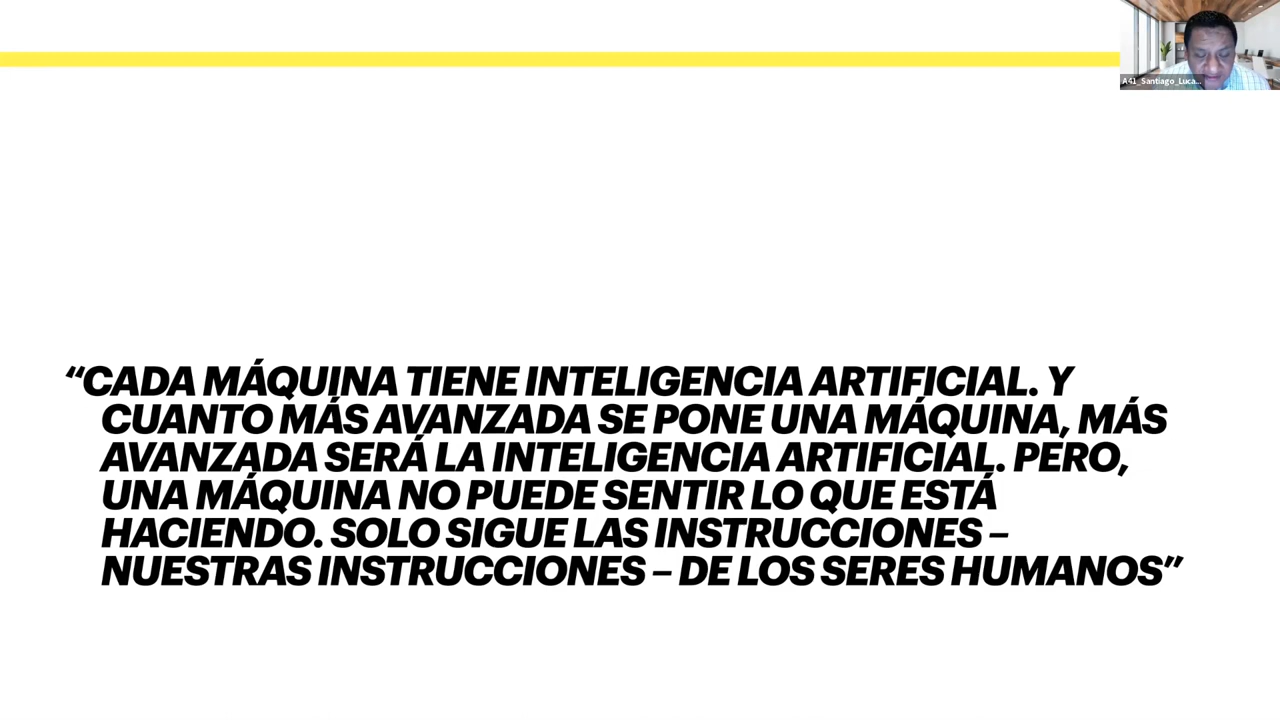 A41_Santiago_Luca...
“CADA MÁQUINA TIENE INTELIGENCIA ARTIFICIAL. Y
CUANTO MÁS AVANZADA SE PONE UNA MÁQUINA, MÁS
AVANZADA SERÁ LA INTELIGENCIA ARTIFICIAL. PERO,
UNA MÁQUINA NO PUEDE SENTIR LO QUE ESTÁ
HACIENDO. SOLO SIGUE LAS INSTRUCCIONES –
NUESTRAS INSTRUCCIONES – DE LOS SERES HUMANOS”